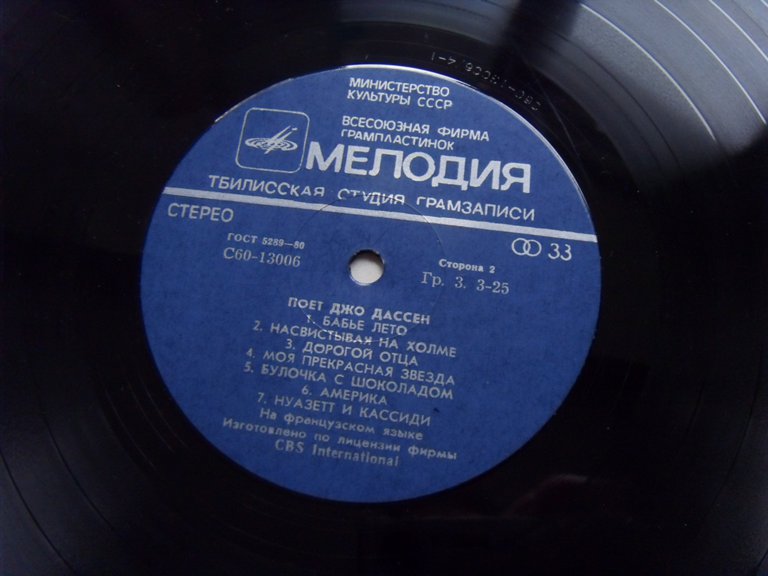 МИНИСТЕРСТВО
КУЛЬТУРЫ СССР
ВСЕСОЮЗНАЯ ФИРМА
ГРАМПЛАСТИНОК
МЕЛОДИЯ
ТБИЛИССКАЯ СТУДИЯ ГРАМЗАПИСИ
СТЕРЕО
33
ГОСТ 5289—80
С60-13006
Сторона 2
Гр. 3. 3-25
ПОЕТ ДЖО ДАССЕН
1. БАБЬЕ ЛЕТО
2. НАСВИСТЫВАЯ НА ХОЛМЕ
3. ДОРОГОЙ ОТЦА
4. МОЯ ПРЕКРАСНАЯ ЗВЕЗДА
5. БУЛОЧКА С ШОКОЛАДОМ
6. АМЕРИКА
7. НУАЗЕТТ И КАССИДИ
На французском языке
Изготовлено по лицензии фирмы
CBS International